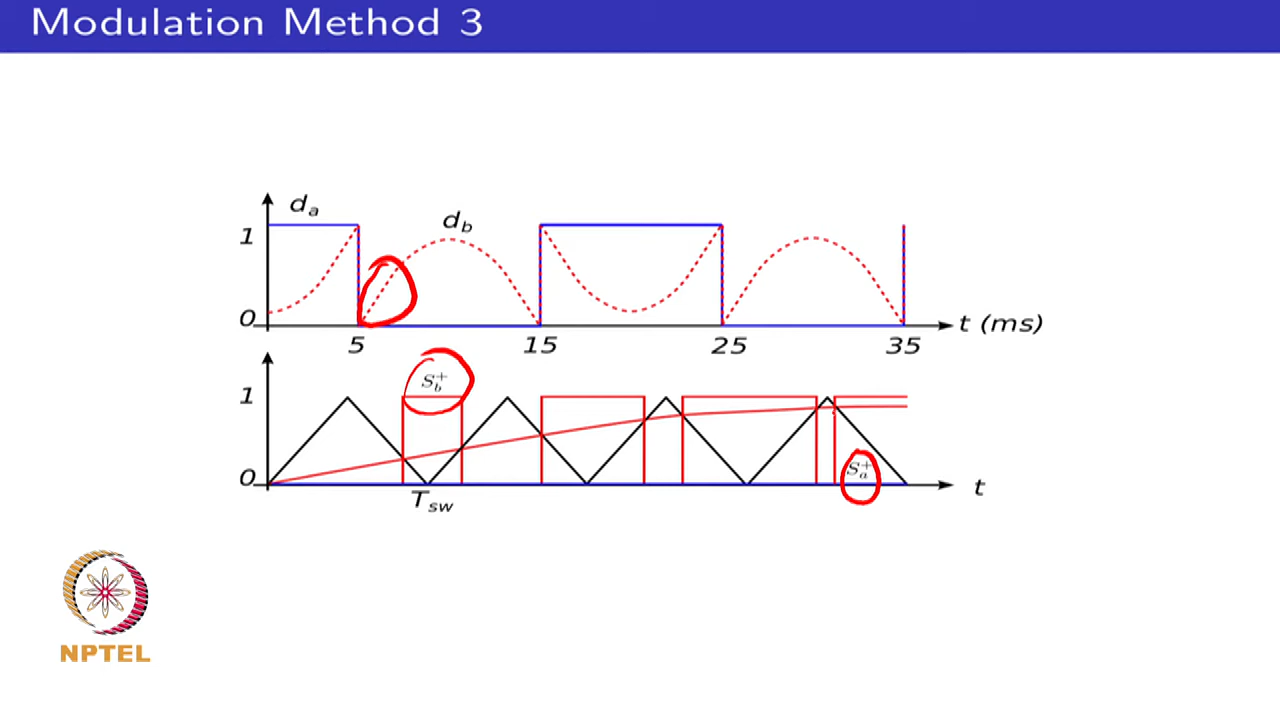 Modulation Method 3
d_a
d_b
1
0
t (ms)
5 15 25 35
S_b^+
1
S_a^+
0
t
T_sw
NPTEL